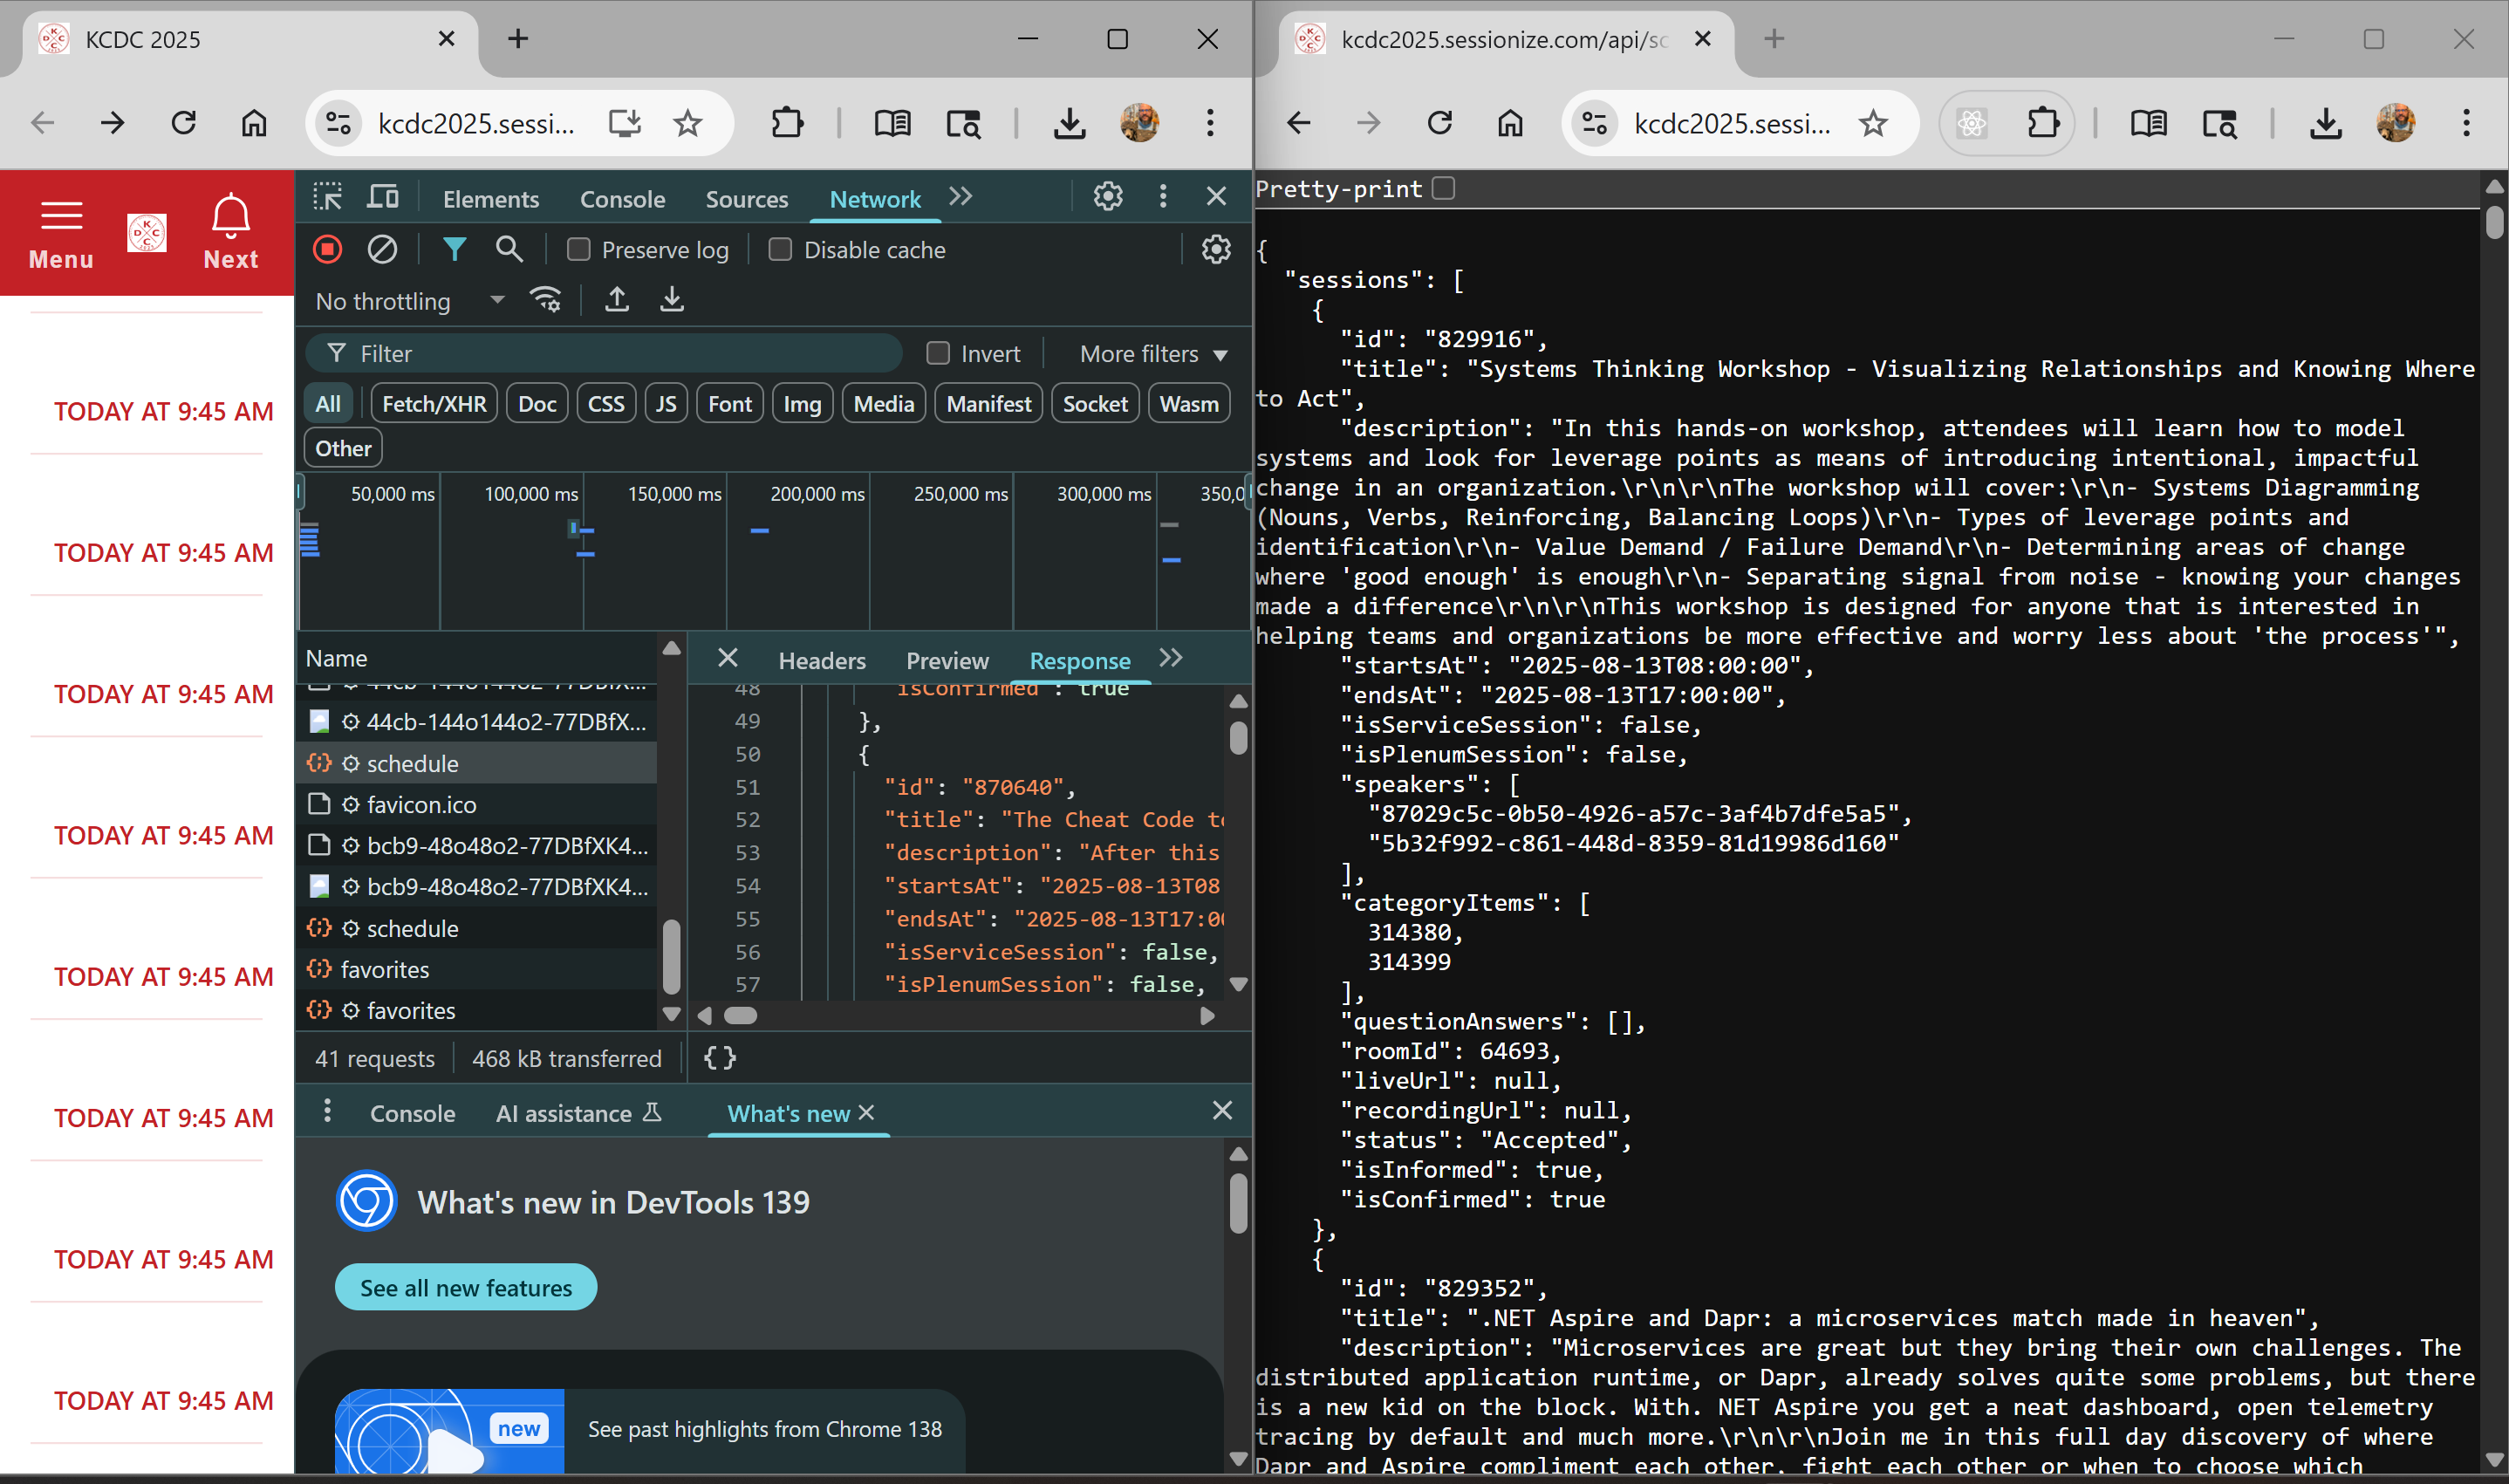 KCDC 2025
kcdc2025.sessi...
Menu
Next
TODAY AT 9:45 AM
TODAY AT 9:45 AM
TODAY AT 9:45 AM
TODAY AT 9:45 AM
TODAY AT 9:45 AM
TODAY AT 9:45 AM
TODAY AT 9:45 AM
TODAY AT 9:45 AM
Elements Console Sources Network
Preserve log Disable cache
No throttling
Filter Invert More filters
All Fetch/XHR Doc CSS JS Font Img Media Manifest Socket Wasm
Other
50,000 ms 100,000 ms 150,000 ms 200,000 ms 250,000 ms 300,000 ms 350,0
Name
44cb-144o144o2-77DBfX...
44cb-144o144o2-77DBfX...
schedule
favicon.ico
bcb9-48o48o2-77DBfXK4...
bcb9-48o48o2-77DBfXK4...
schedule
favorites
favorites
41 requests 468 kB transferred
Headers Preview Response
48 isConfirmed": true
49 },
50 {
51 "id": "870640",
52 "title": "The Cheat Code to
53 "description": "After this
54 "startsAt": "2025-08-13T08
55 "endsAt": "2025-08-13T17:00
56 "isServiceSession": false,
57 "isPlenumSession": false,
{}
Console AI assistance What's new
What's new in DevTools 139
See all new features
new
See past highlights from Chrome 138
kcdc2025.sessionize.com/api/sc
kcdc2025.sessi...
Pretty-print
{
"sessions": [
{
"id": "829916",
"title": "Systems Thinking Workshop - Visualizing Relationships and Knowing Where
to Act",
"description": "In this hands-on workshop, attendees will learn how to model
systems and look for leverage points as means of introducing intentional, impactful
change in an organization.\r\n\r\nThe workshop will cover:\r\n- Systems Diagramming
(Nouns, Verbs, Reinforcing, Balancing Loops)\r\n- Types of leverage points and
identification\r\n- Value Demand / Failure Demand\r\n- Determining areas of change
where 'good enough' is enough\r\n- Separating signal from noise - knowing your changes
made a difference\r\n\r\nThis workshop is designed for anyone that is interested in
helping teams and organizations be more effective and worry less about 'the process'",
"startsAt": "2025-08-13T08:00:00",
"endsAt": "2025-08-13T17:00:00",
"isServiceSession": false,
"isPlenumSession": false,
"speakers": [
"87029c5c-0b50-4926-a57c-3af4b7dfe5a5",
"5b32f992-c861-448d-8359-81d19986d160"
],
"categoryItems": [
314380,
314399
],
"questionAnswers": [],
"roomId": 64693,
"liveUrl": null,
"recordingUrl": null,
"status": "Accepted",
"isInformed": true,
"isConfirmed": true
},
{
"id": "829352",
"title": ".NET Aspire and Dapr: a microservices match made in heaven",
"description": "Microservices are great but they bring their own challenges. The
distributed application runtime, or Dapr, already solves quite some problems, but there
is a new kid on the block. With. NET Aspire you get a neat dashboard, open telemetry
tracing by default and much more.\r\n\r\nJoin me in this full day discovery of where
Dapr and Aspire compliment each other, fight each other or when to choose which